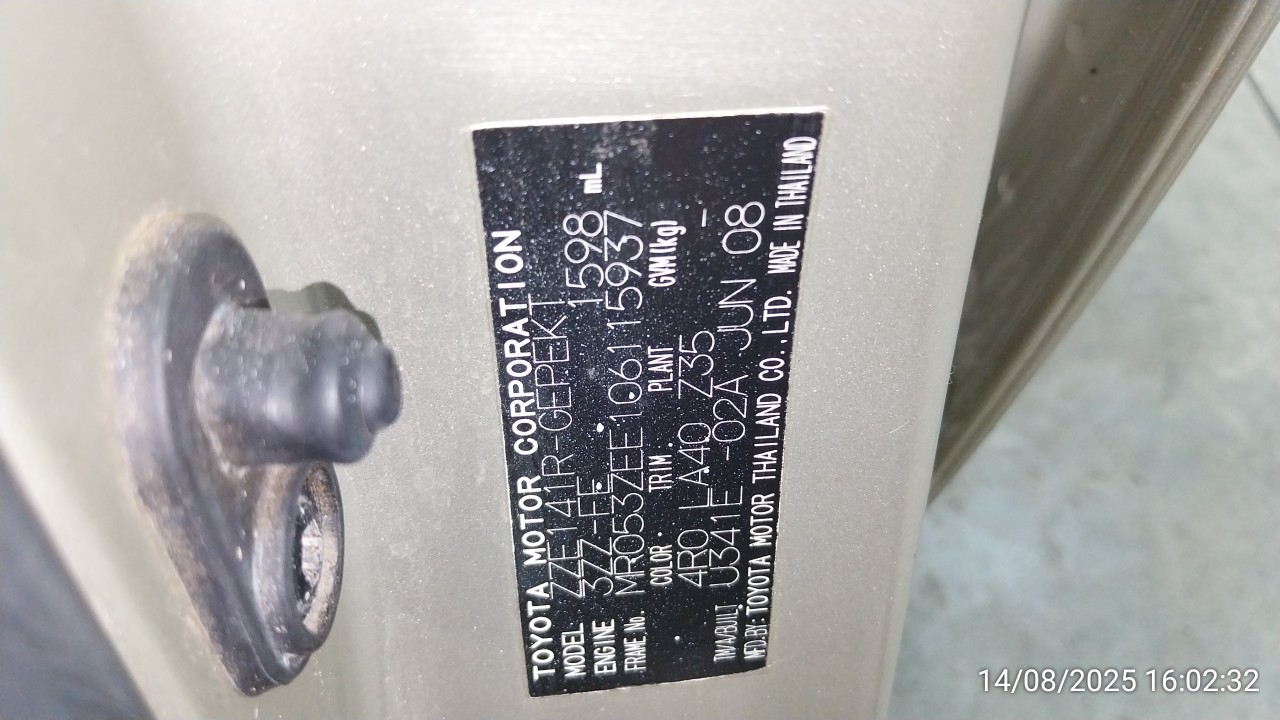 TOYOTA MOTOR CORPORATION
MODEL ZZE141R-GEPEKT
ENGINE 3ZZ-FE 1598 mL
FRAME No. MR053ZEE106115937
COLOR TRIM PLANT GVM(kg)
4R0 LA40 Z35 –
TM/A/BUILT U341E -02A JUN 08
MFD.BY: TOYOTA MOTOR THAILAND CO.,LTD. MADE IN THAILAND
14/08/2025 16:02:32